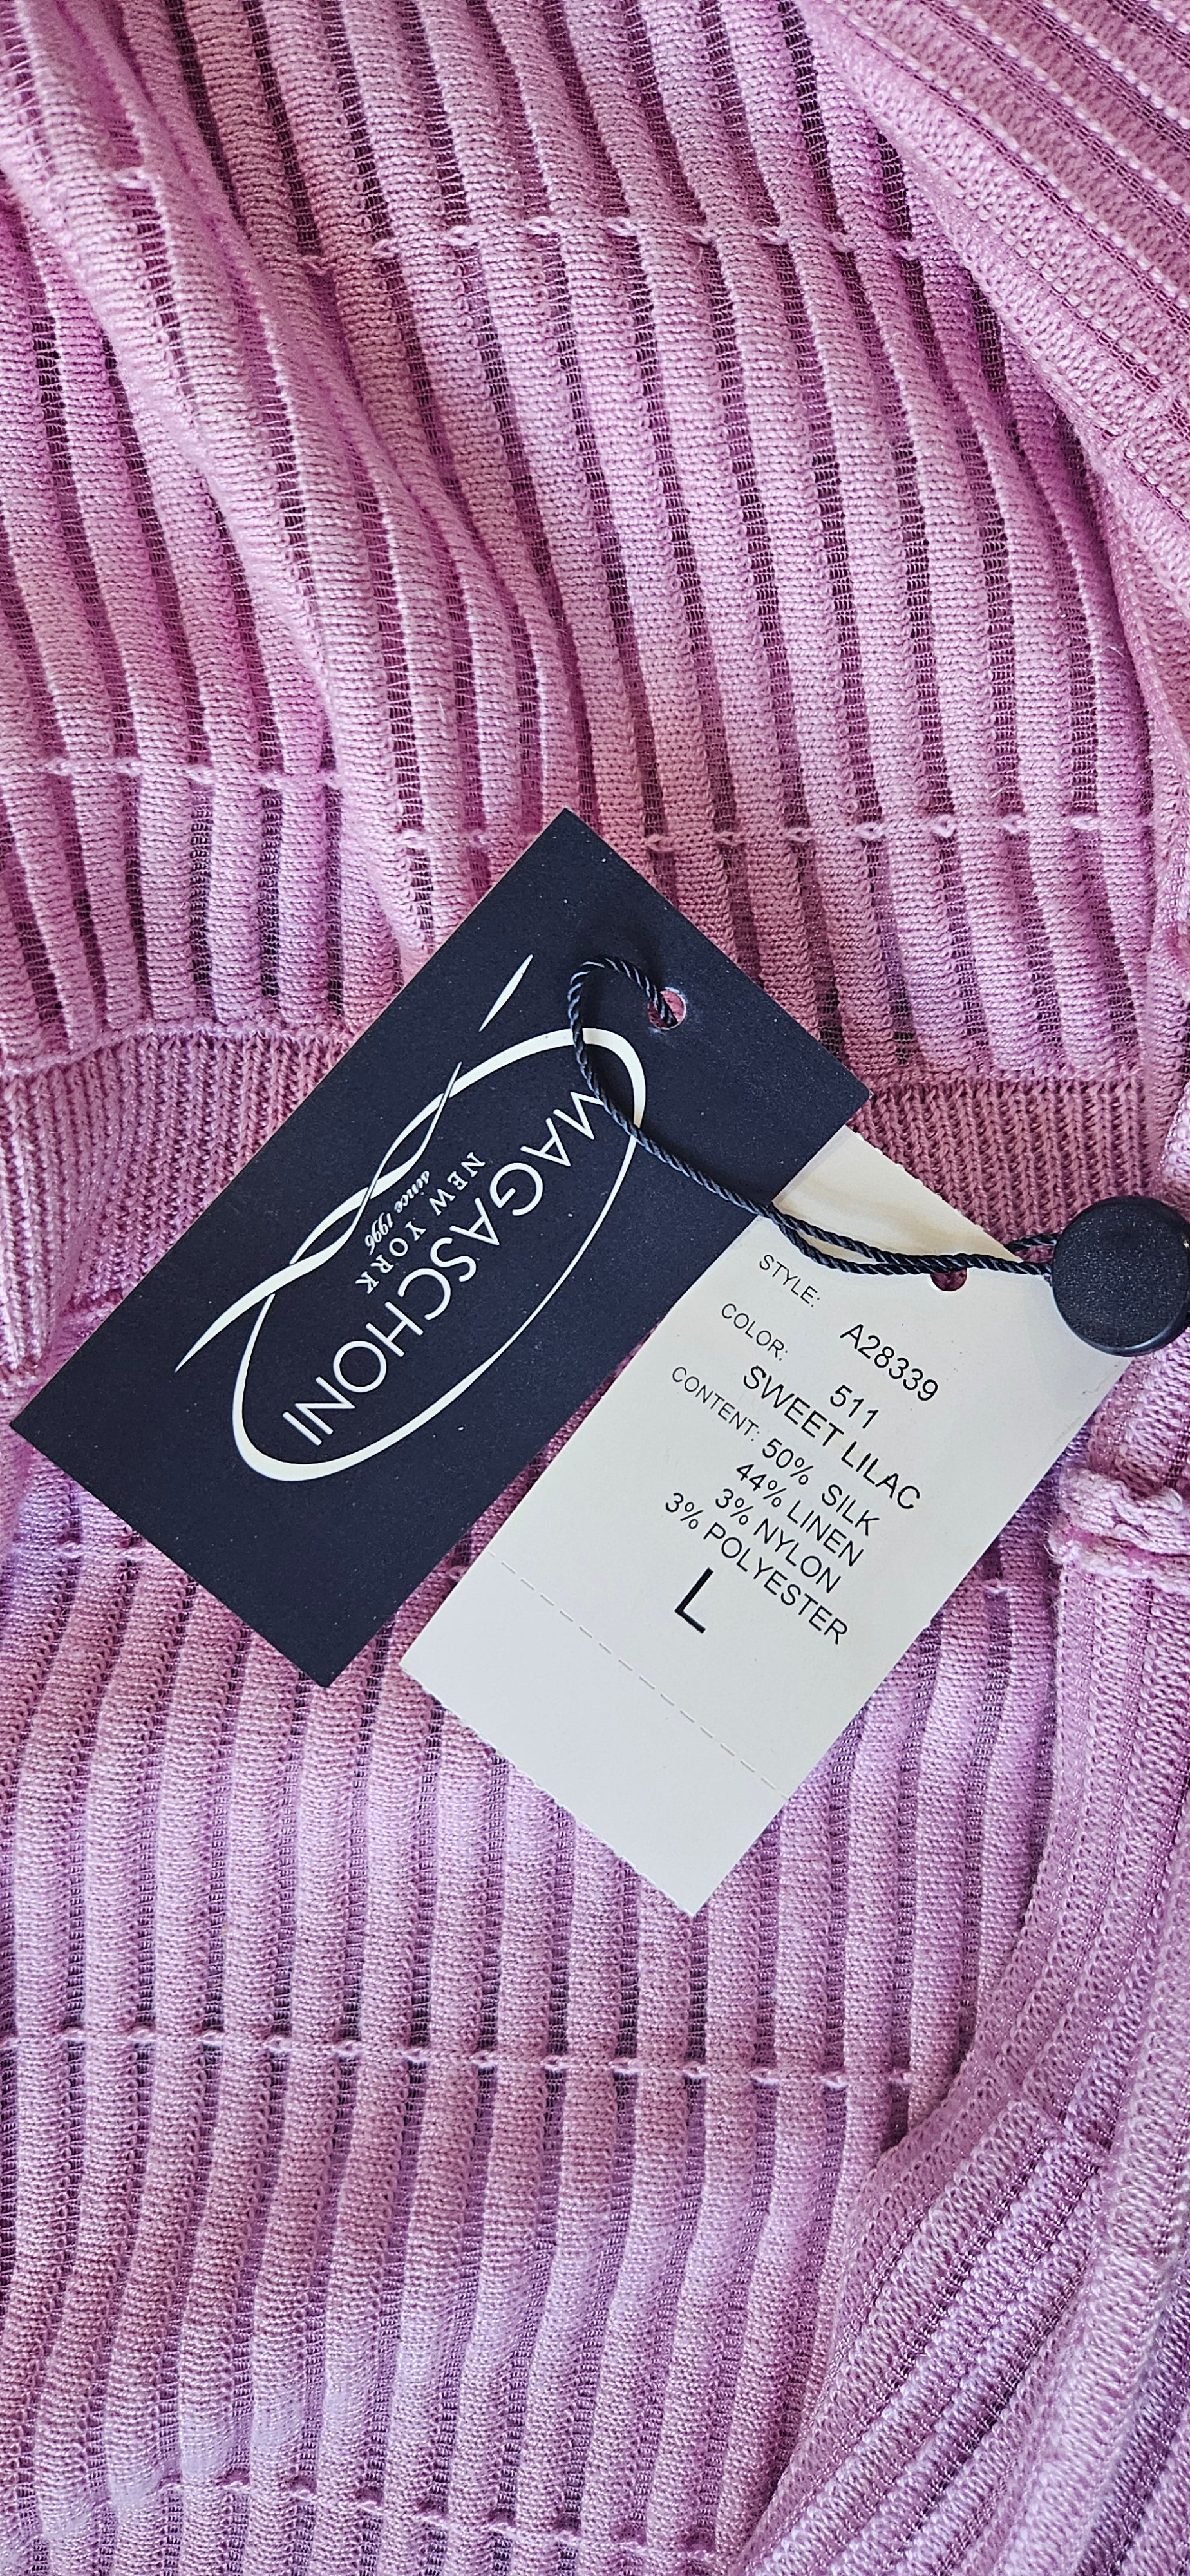 MAGASCHONI
NEW YORK
since 1996
STYLE: A28339
COLOR: 511
SWEET LILAC
CONTENT: 50% SILK
44% LINEN
3% NYLON
3% POLYESTER
L